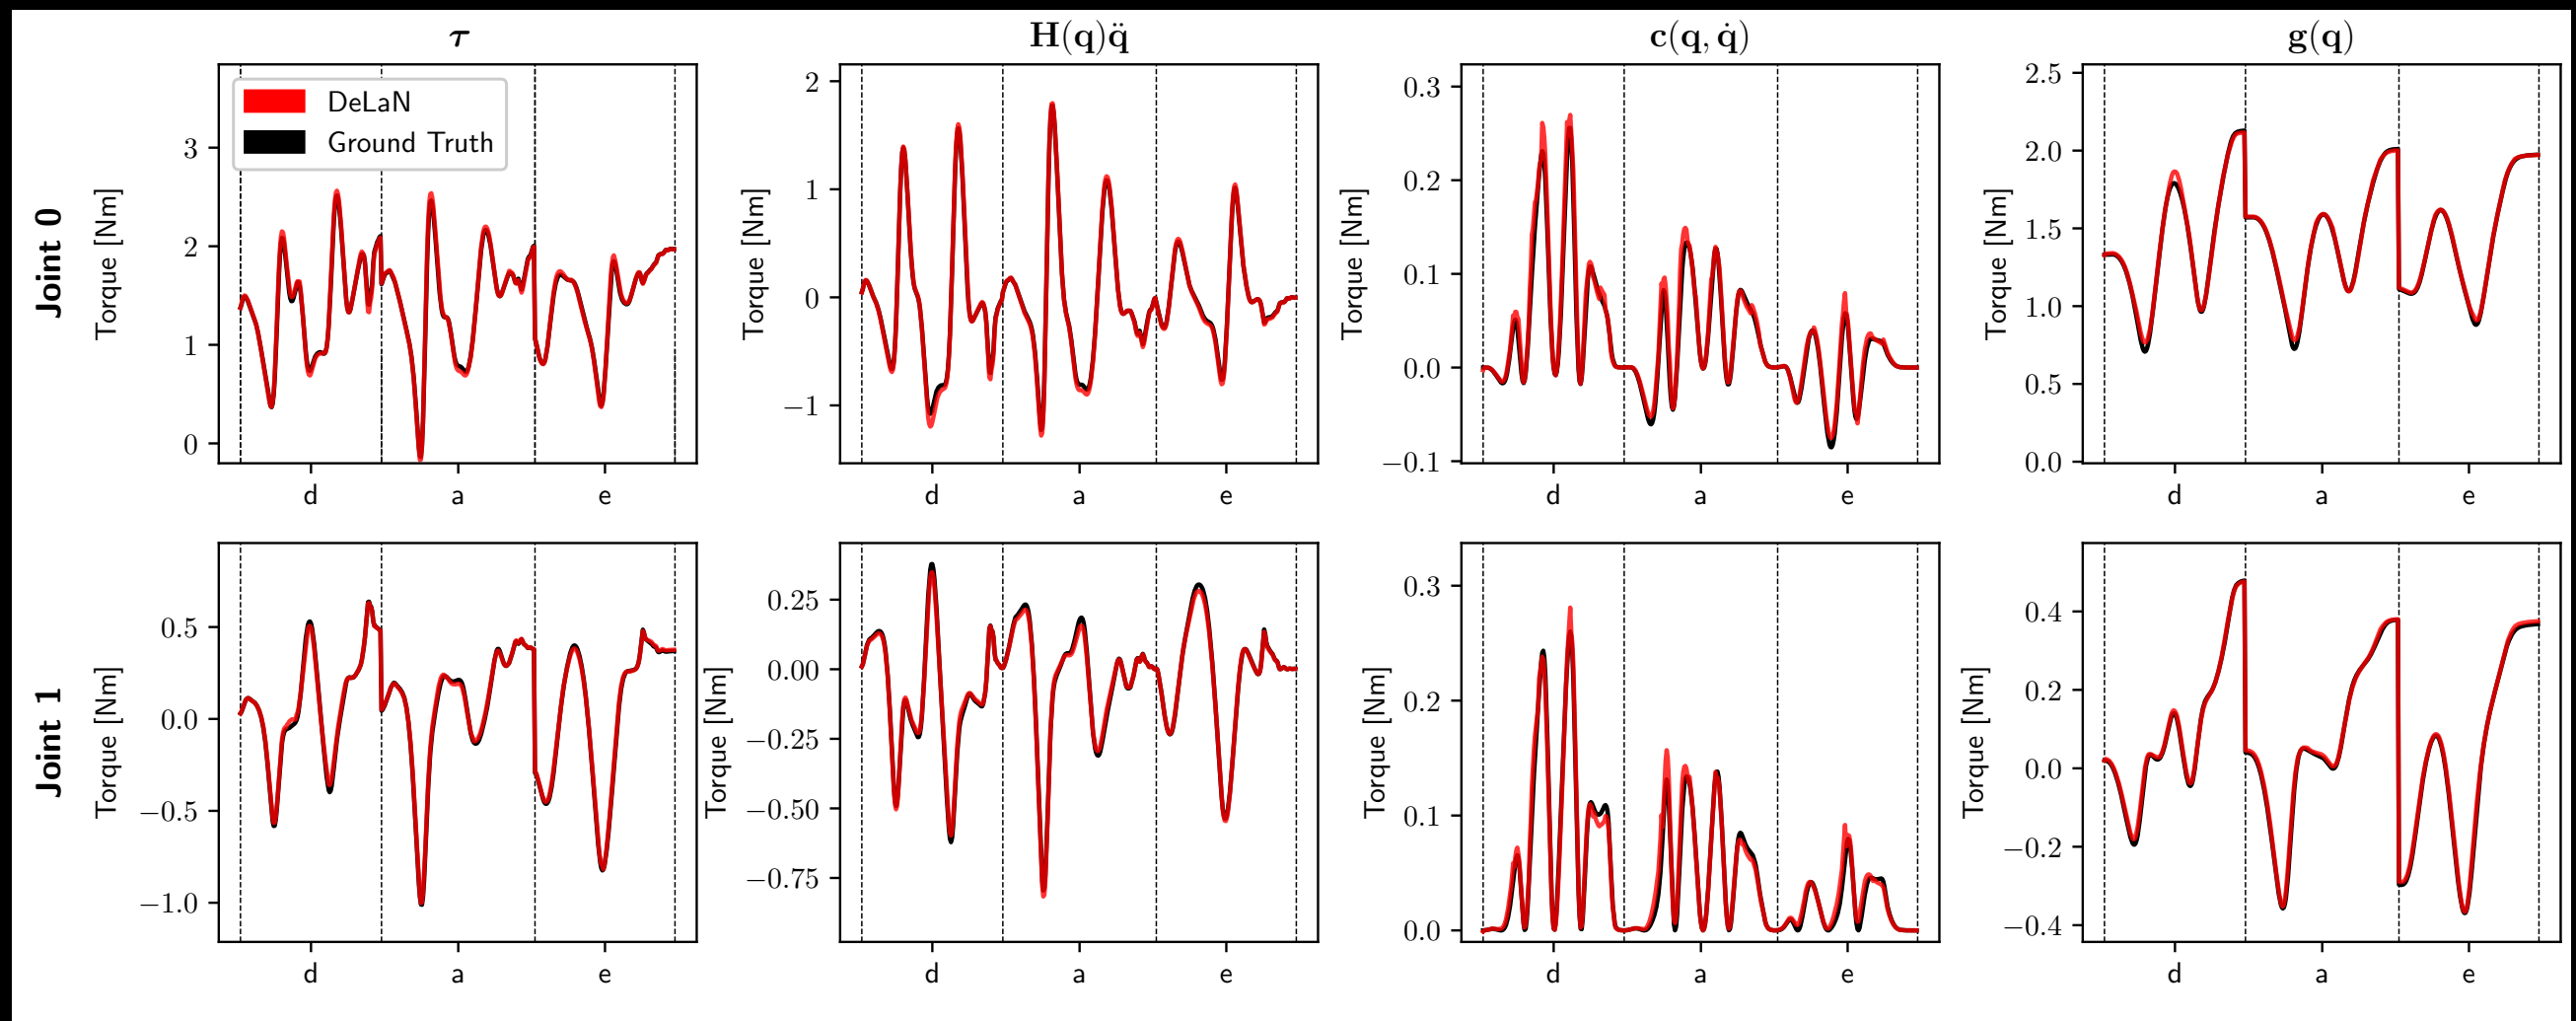 τ
H(q)q̈
c(q, q̇)
g(q)
Joint 0
Torque [Nm]
DeLaN
Ground Truth
3
2
1
0
d a e
Torque [Nm]
2
1
0
−1
d a e
Torque [Nm]
0.3
0.2
0.1
0.0
−0.1
d a e
Torque [Nm]
2.5
2.0
1.5
1.0
0.5
0.0
d a e
Joint 1
Torque [Nm]
0.5
0.0
−0.5
−1.0
d a e
Torque [Nm]
0.25
0.00
−0.25
−0.50
−0.75
d a e
Torque [Nm]
0.3
0.2
0.1
0.0
d a e
Torque [Nm]
0.4
0.2
0.0
−0.2
−0.4
d a e